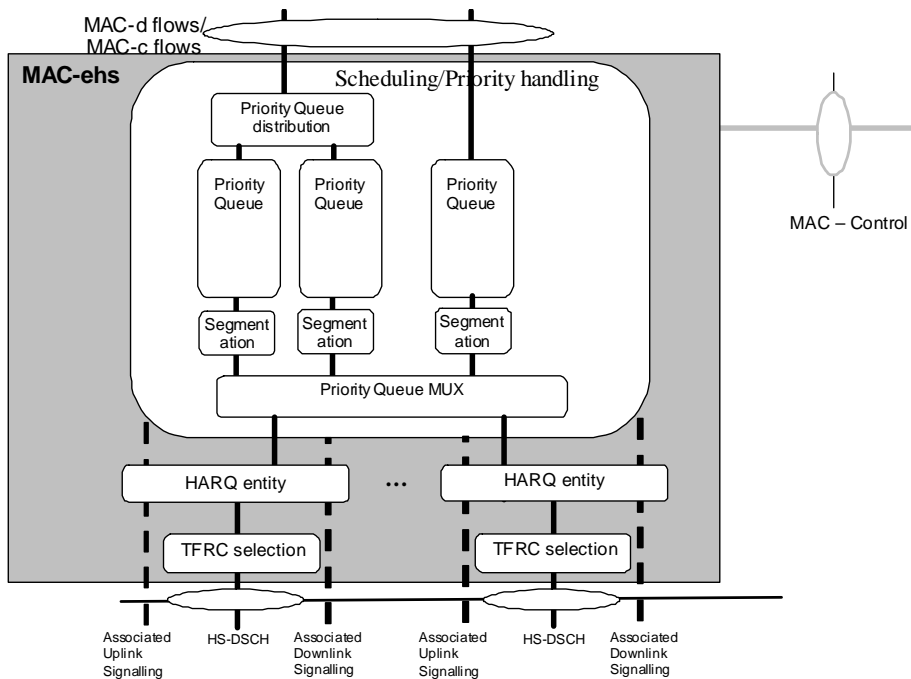 MAC-d flows/
MAC-c flows
MAC-ehs
Scheduling/Priority handling
MAC – Control
Priority Queue
distribution
Priority
Queue
Priority
Queue
Priority
Queue
Segment
ation
Segment
ation
Segment
ation
Priority Queue MUX
HARQ entity
...
HARQ entity
TFRC selection
TFRC selection
Associated
Uplink
Signalling
HS-DSCH
Associated
Downlink
Signalling
Associated
Uplink
Signalling
HS-DSCH
Associated
Downlink
Signalling